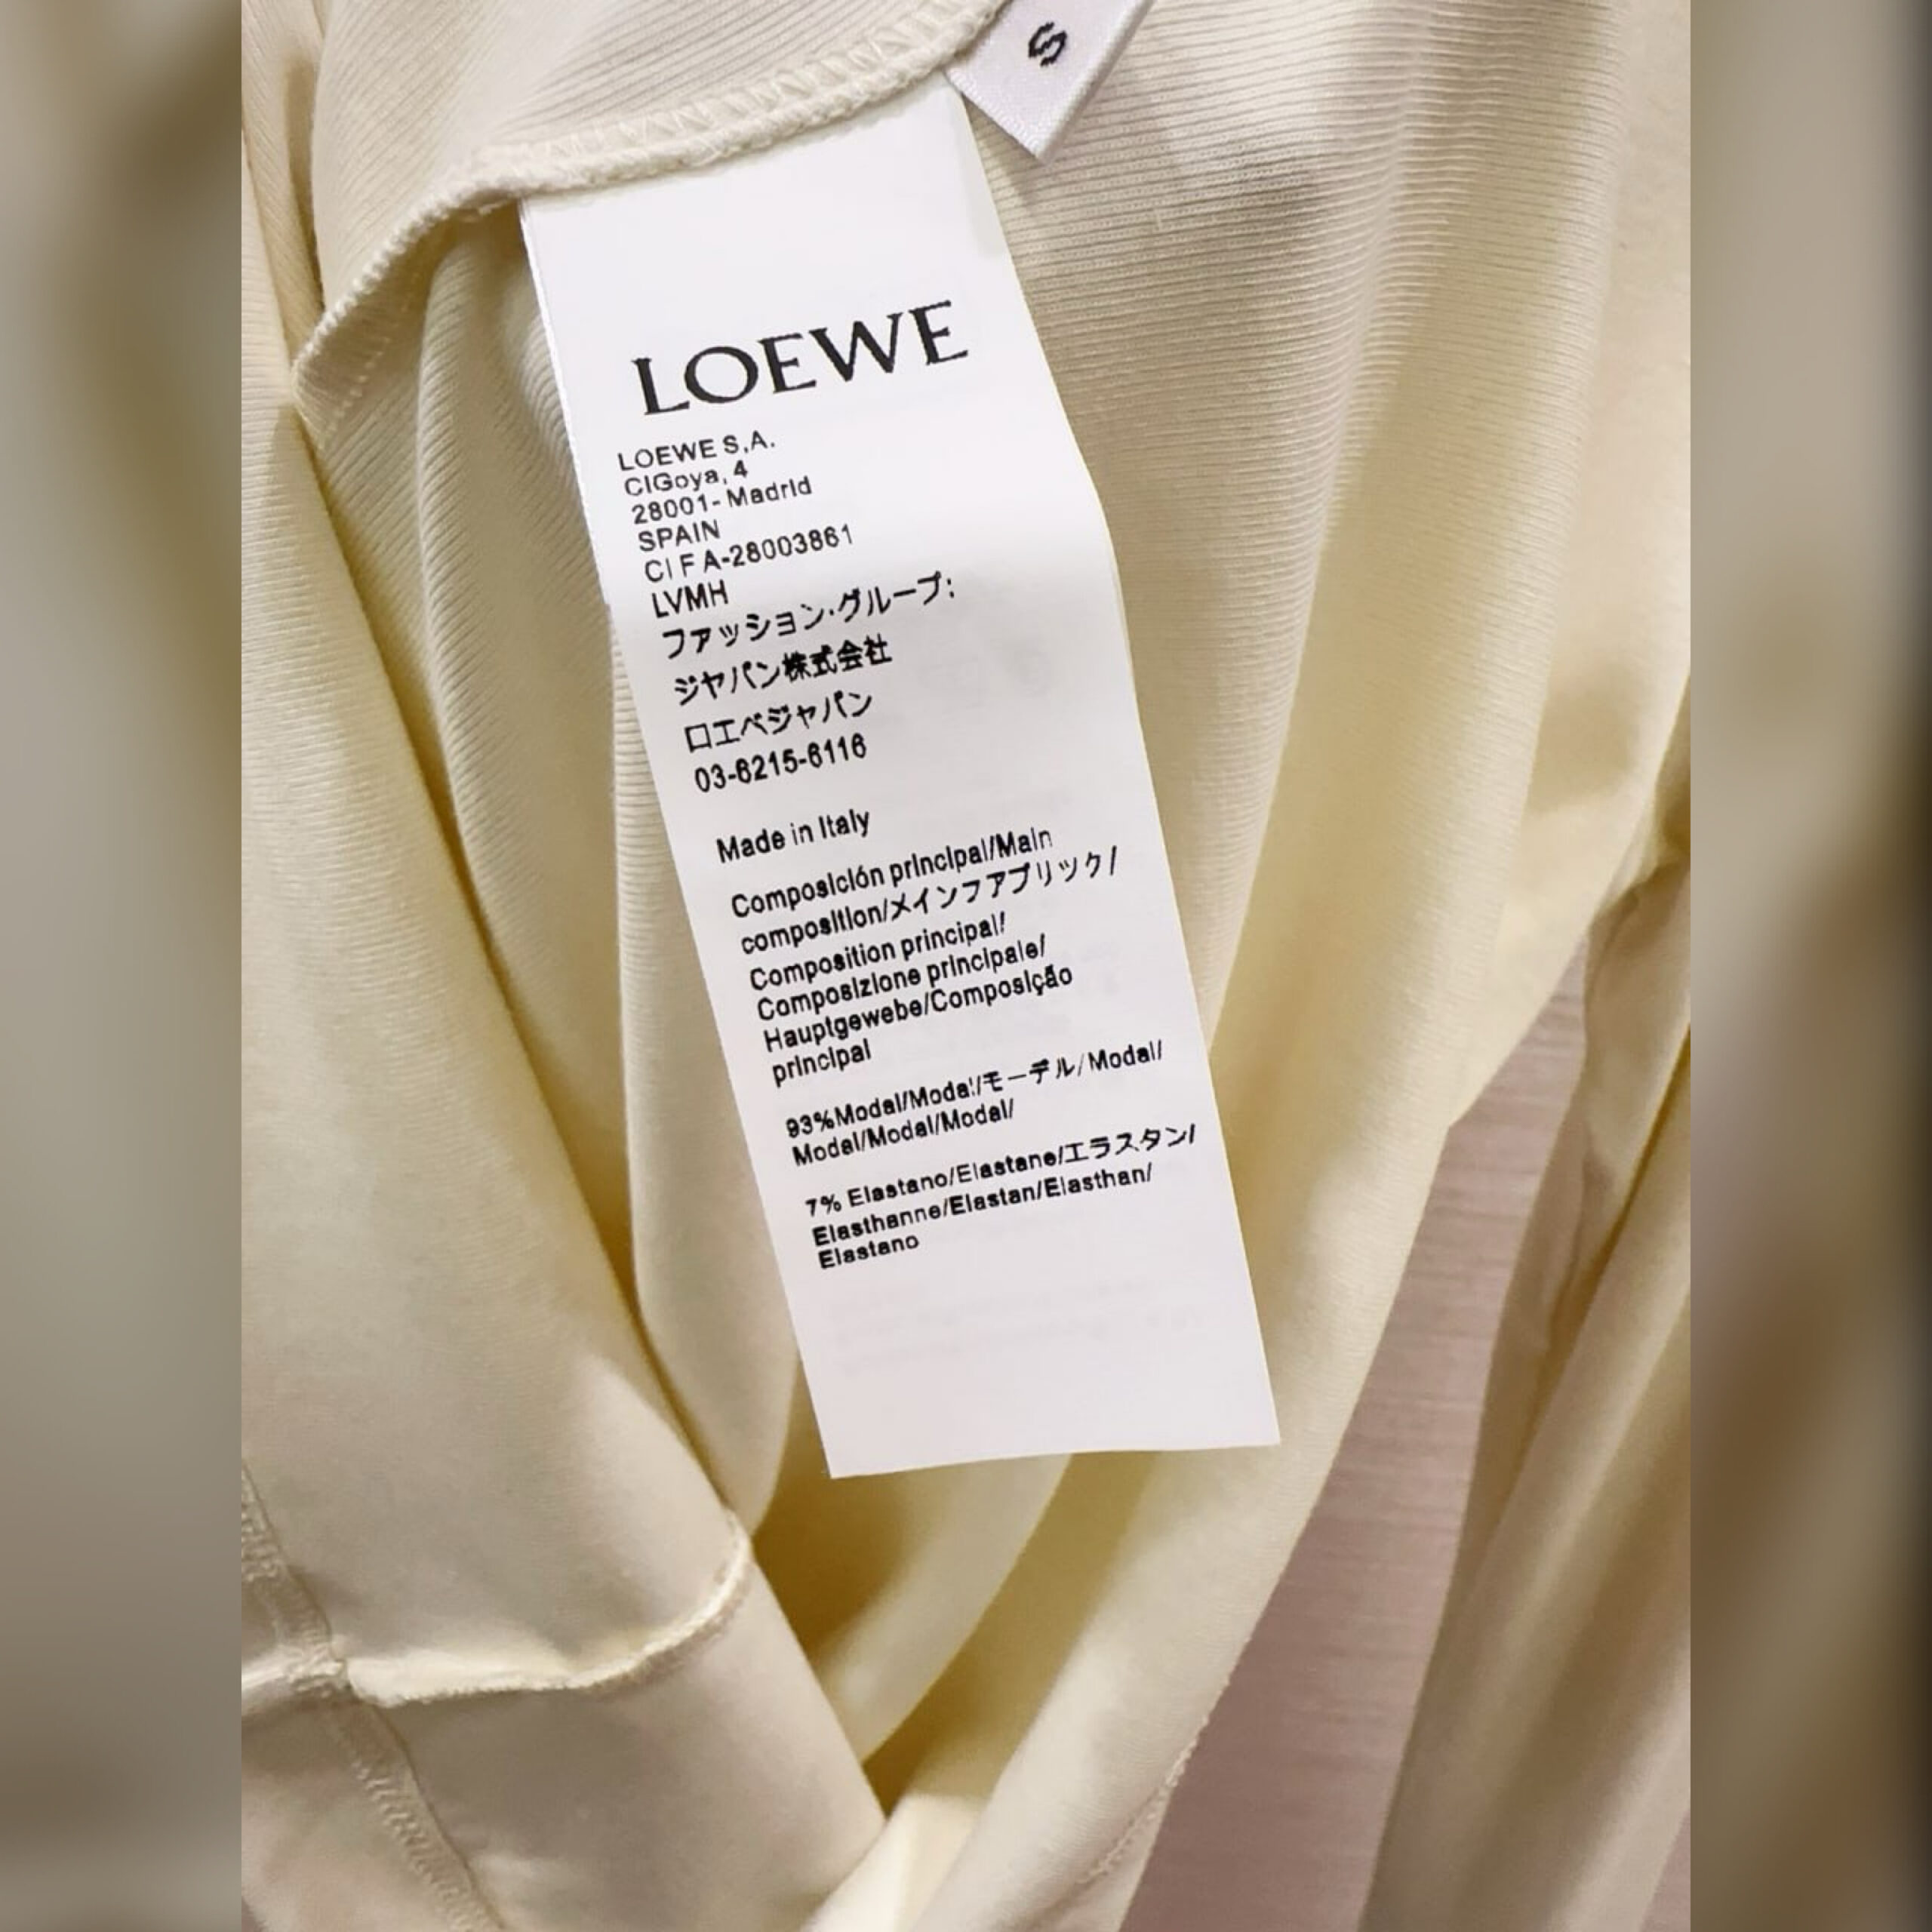 S
LOEWE
LOEWE S.A.
C/Goya, 4
28001- Madrid
SPAIN
CIF A-28003861
LVMH
ファッション·グループ:
ジヤパン株式会社
ロエベジャパン
03-6215-6116
Made in Italy
Composición principal/Main
composition/メインファブリック/
Composition principal/
Composizione principale/
Hauptgewebe/Composição
principal
93%Modal/Modal/モーデル/Modal/
Modal/Modal/Modal/
7% Elastano/Elastane/エラスタン/
Elasthanne/Elastan/Elasthan/
Elastano